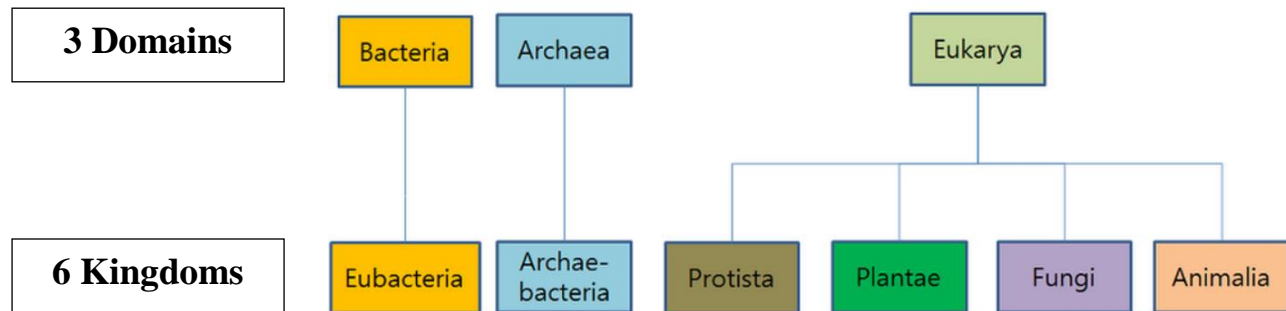 3 Domains
Bacteria
Archaea
Eukarya
6 Kingdoms
Eubacteria
Archae-
bacteria
Protista
Plantae
Fungi
Animalia